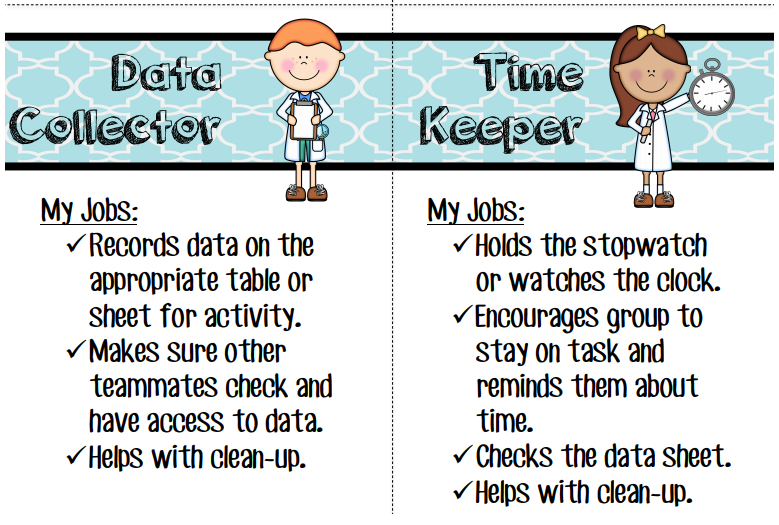 Data
Collector
My Jobs:
✓Records data on the
appropriate table or
sheet for activity.
✓Makes sure other
teammates check and
have access to data.
✓Helps with clean-up.
Time
Keeper
My Jobs:
✓Holds the stopwatch
or watches the clock.
✓Encourages group to
stay on task and
reminds them about
time.
✓Checks the data sheet.
✓Helps with clean-up.